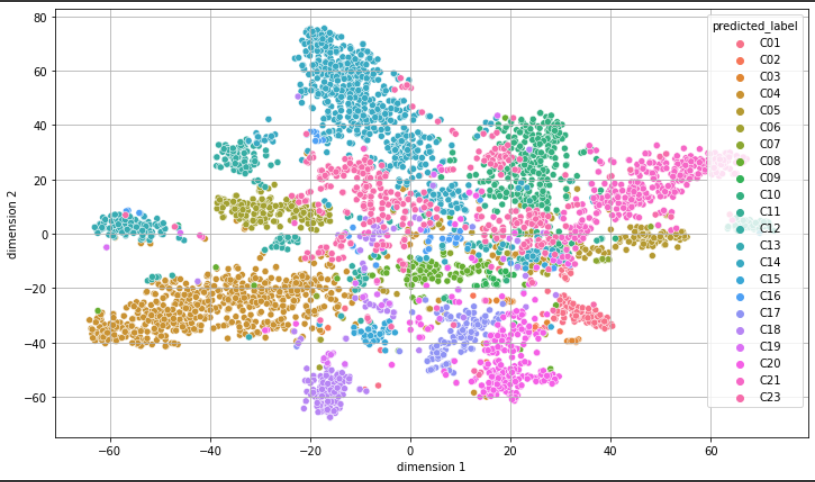 predicted_label
C01
C02
C03
C04
C05
C06
C07
C08
C09
C10
C11
C12
C13
C14
C15
C16
C17
C18
C19
C20
C21
C23
80
60
40
20
0
−20
−40
−60
dimension 2
−60 −40 −20 0 20 40 60
dimension 1